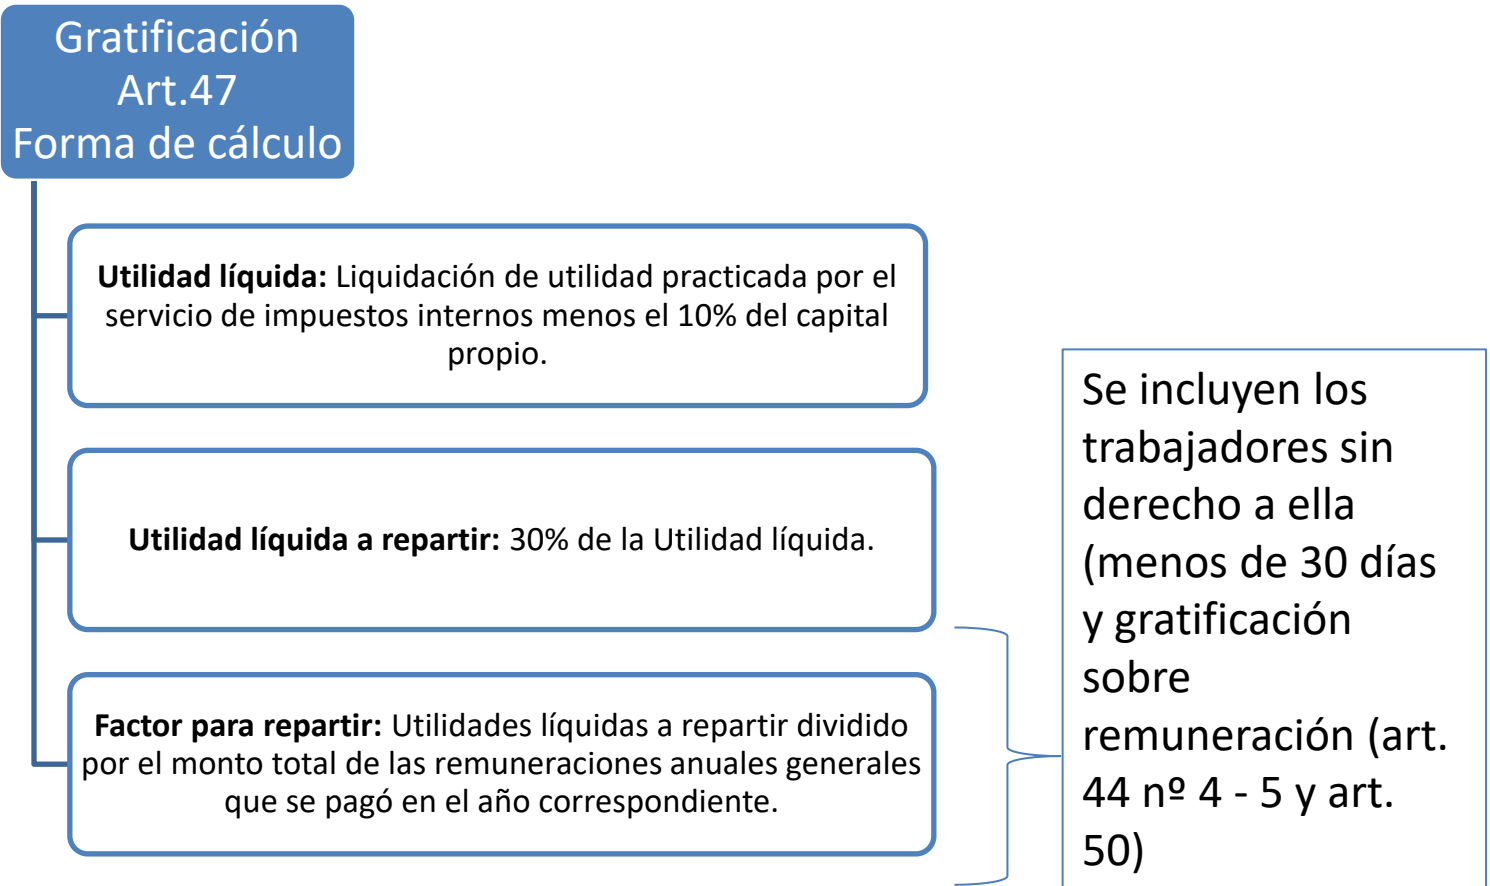 Gratificación
Art.47
Forma de cálculo
Utilidad líquida: Liquidación de utilidad practicada por el
servicio de impuestos internos menos el 10% del capital
propio.
Utilidad líquida a repartir: 30% de la Utilidad líquida.
Factor para repartir: Utilidades líquidas a repartir dividido
por el monto total de las remuneraciones anuales generales
que se pagó en el año correspondiente.
Se incluyen los
trabajadores sin
derecho a ella
(menos de 30 días
y gratificación
sobre
remuneración (art.
44 nº 4 - 5 y art.
50)